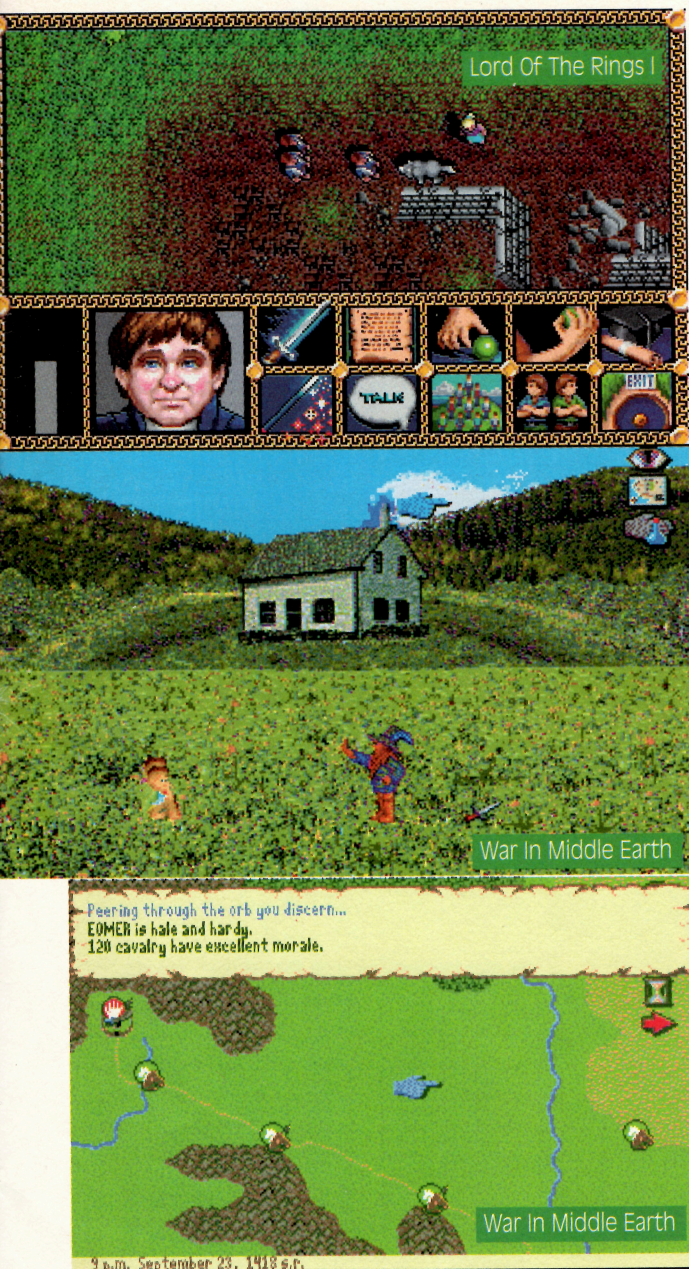 Lord Of The Rings I
TALK
EXIT
War In Middle Earth
Peering through the orb you discern...
EOMER is hale and hardy.
120 cavalry have excellent morale.
War In Middle Earth
9 p.m. September 23, 1418 s.r.